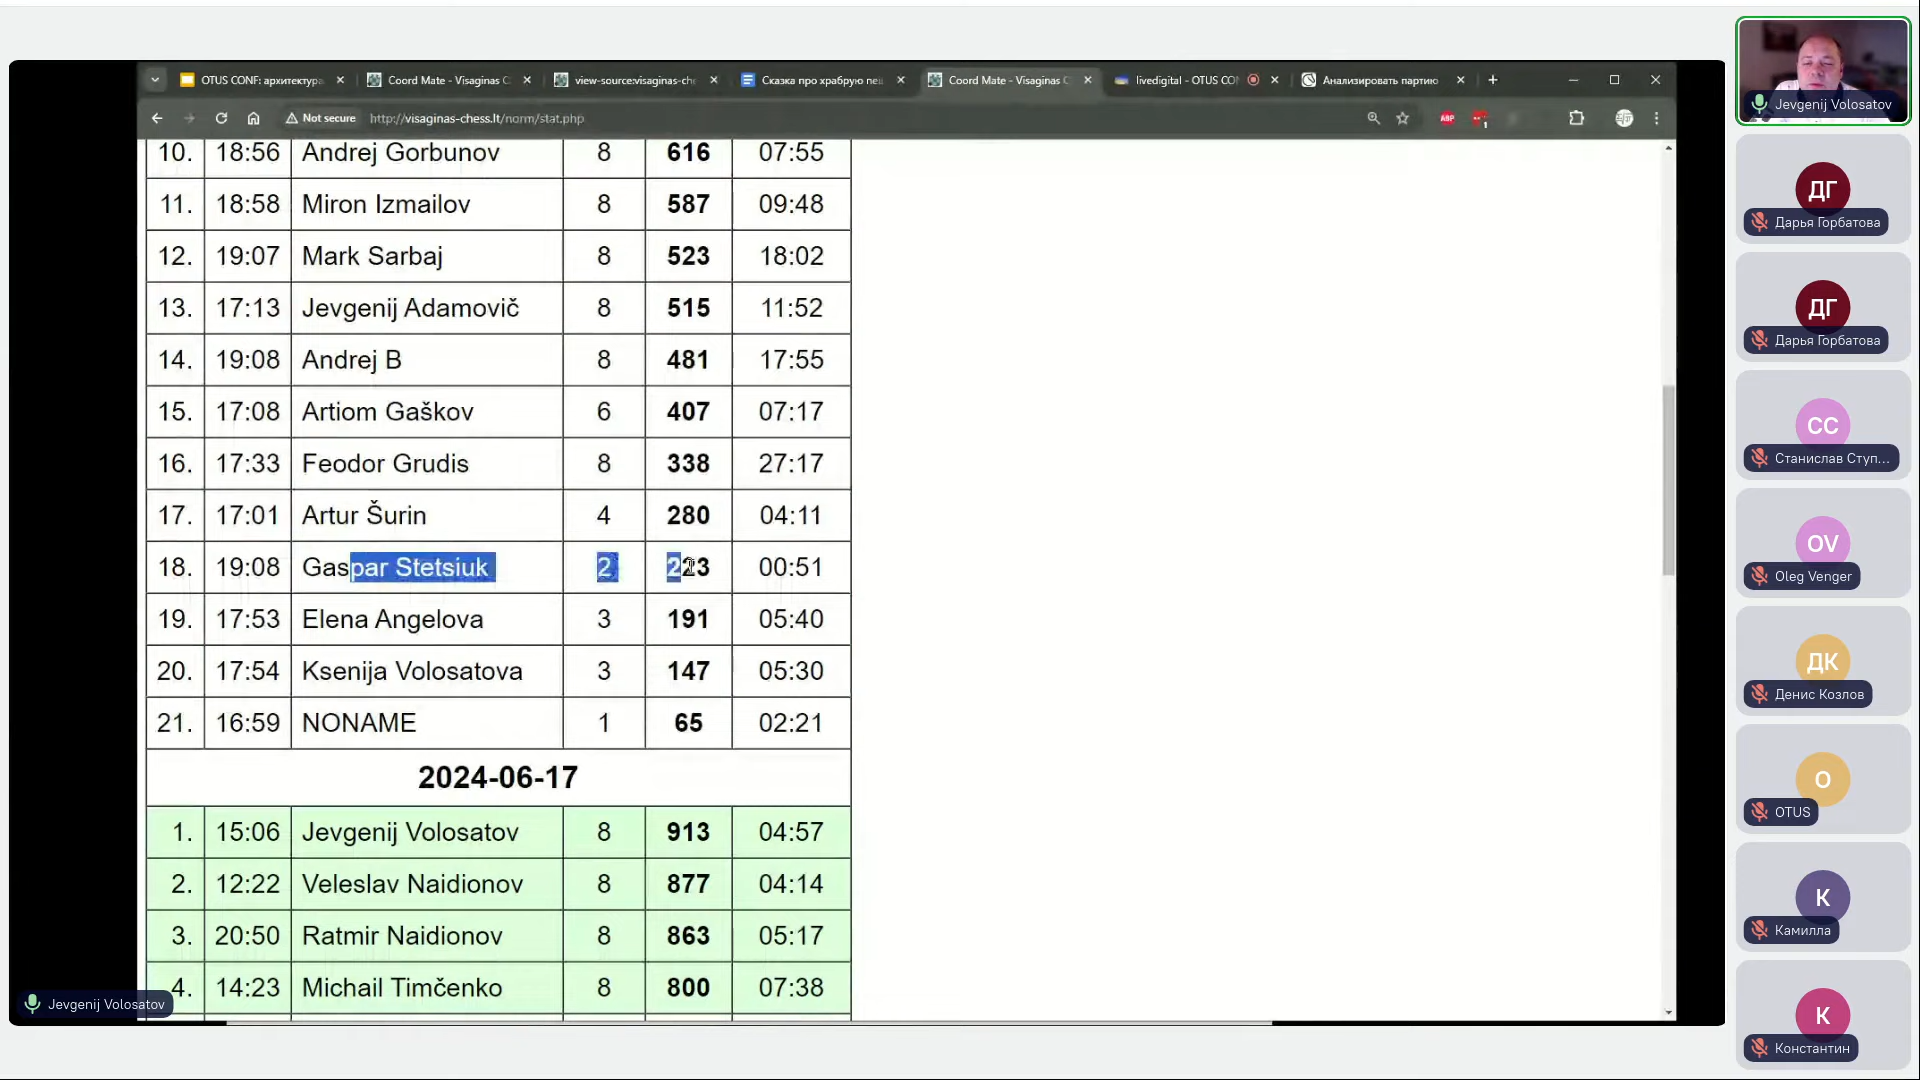 OTUS CONF: архитектура
Coord Mate - Visaginas C
view-source:visaginas-che
Сказка про храбрую пеш
Coord Mate - Visaginas C
livedigital - OTUS CO
Анализировать партию
Not secure
http://visaginas-chess.lt/norm/stat.php
ABP
1
10. 18:56 Andrej Gorbunov 8 616 07:55
11. 18:58 Miron Izmailov 8 587 09:48
12. 19:07 Mark Sarbaj 8 523 18:02
13. 17:13 Jevgenij Adamovič 8 515 11:52
14. 19:08 Andrej B 8 481 17:55
15. 17:08 Artiom Gaškov 6 407 07:17
16. 17:33 Feodor Grudis 8 338 27:17
17. 17:01 Artur Šurin 4 280 04:11
18. 19:08 Gaspar Stetsiuk 2 223 00:51
19. 17:53 Elena Angelova 3 191 05:40
20. 17:54 Ksenija Volosatova 3 147 05:30
21. 16:59 NONAME 1 65 02:21
2024-06-17
1. 15:06 Jevgenij Volosatov 8 913 04:57
2. 12:22 Veleslav Naidionov 8 877 04:14
3. 20:50 Ratmir Naidionov 8 863 05:17
4. 14:23 Michail Timčenko 8 800 07:38
Jevgenij Volosatov
Jevgenij Volosatov
ДГ
Дарья Горбатова
ДГ
Дарья Горбатова
СС
Станислав Ступ...
OV
Oleg Venger
ДК
Денис Козлов
O
OTUS
К
Камилла
К
Константин